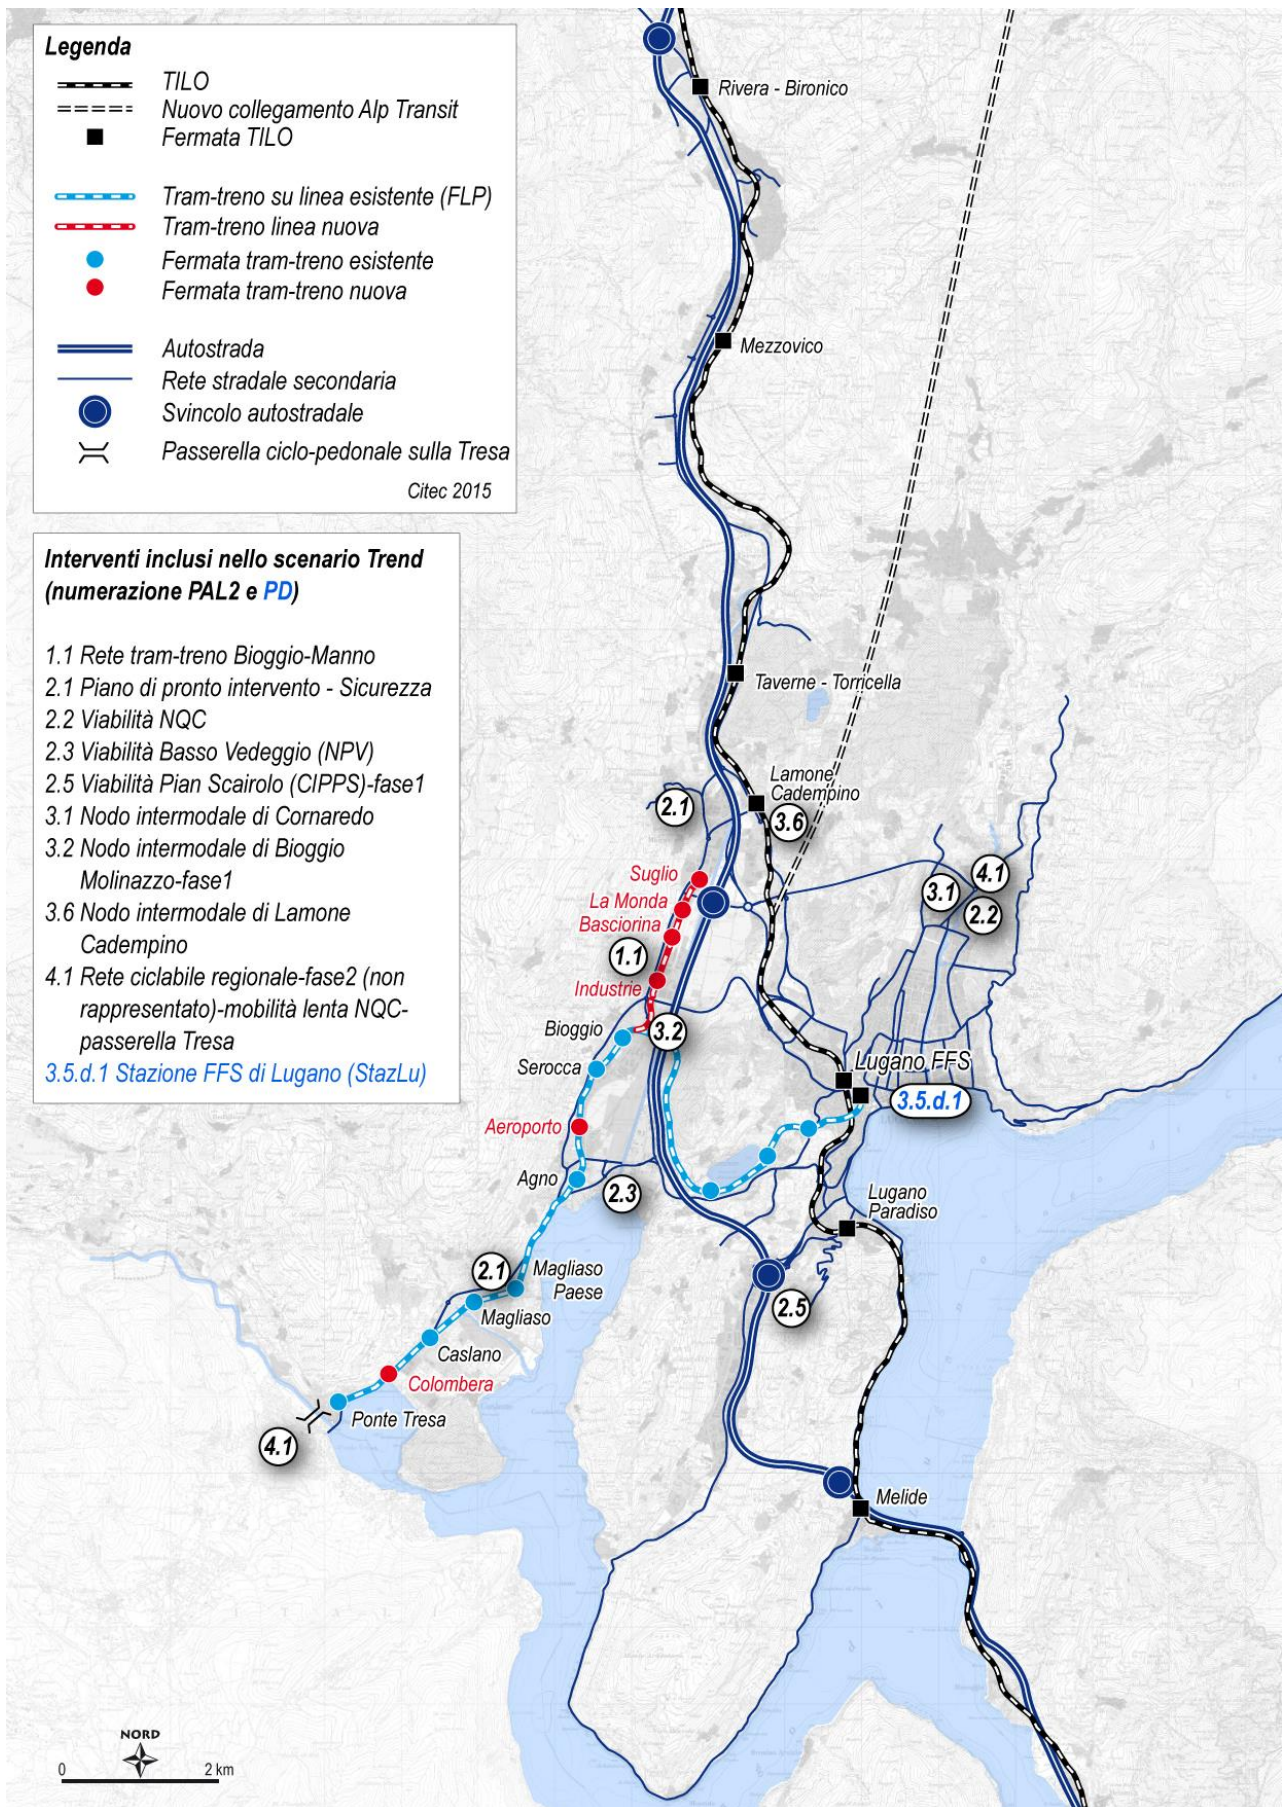 Legenda
TILO
Nuovo collegamento Alp Transit
Fermata TILO
Tram-treno su linea esistente (FLP)
Tram-treno linea nuova
Fermata tram-treno esistente
Fermata tram-treno nuova
Autostrada
Rete stradale secondaria
Svincolo autostradale
Passerella ciclo-pedonale sulla Tresa
Citec 2015
Interventi inclusi nello scenario Trend
(numerazione PAL2 e PD)
1.1 Rete tram-treno Bioggio-Manno
2.1 Piano di pronto intervento - Sicurezza
2.2 Viabilità NQC
2.3 Viabilità Basso Vedeggio (NPV)
2.5 Viabilità Pian Scairolo (CIPPS)-fase1
3.1 Nodo intermodale di Cornaredo
3.2 Nodo intermodale di Bioggio
Molinazzo-fase1
3.6 Nodo intermodale di Lamone
Cadempino
4.1 Rete ciclabile regionale-fase2 (non
rappresentato)-mobilità lenta NQC-
passerella Tresa
3.5.d.1 Stazione FFS di Lugano (StazLu)
Rivera - Bironico
Mezzovico
Taverne - Torricella
Lamone
Cadempino
2.1
3.6
Suglio
La Monda
Basciorina
3.1
4.1
2.2
1.1
Industrie
Bioggio
3.2
Serocca
Lugano FFS
3.5.d.1
Aeroporto
Agno
2.3
Lugano
Paradiso
2.1
Magliaso
Paese
2.5
Magliaso
Caslano
Colombera
Ponte Tresa
4.1
Melide
I T A L I
NORD
0 2 km